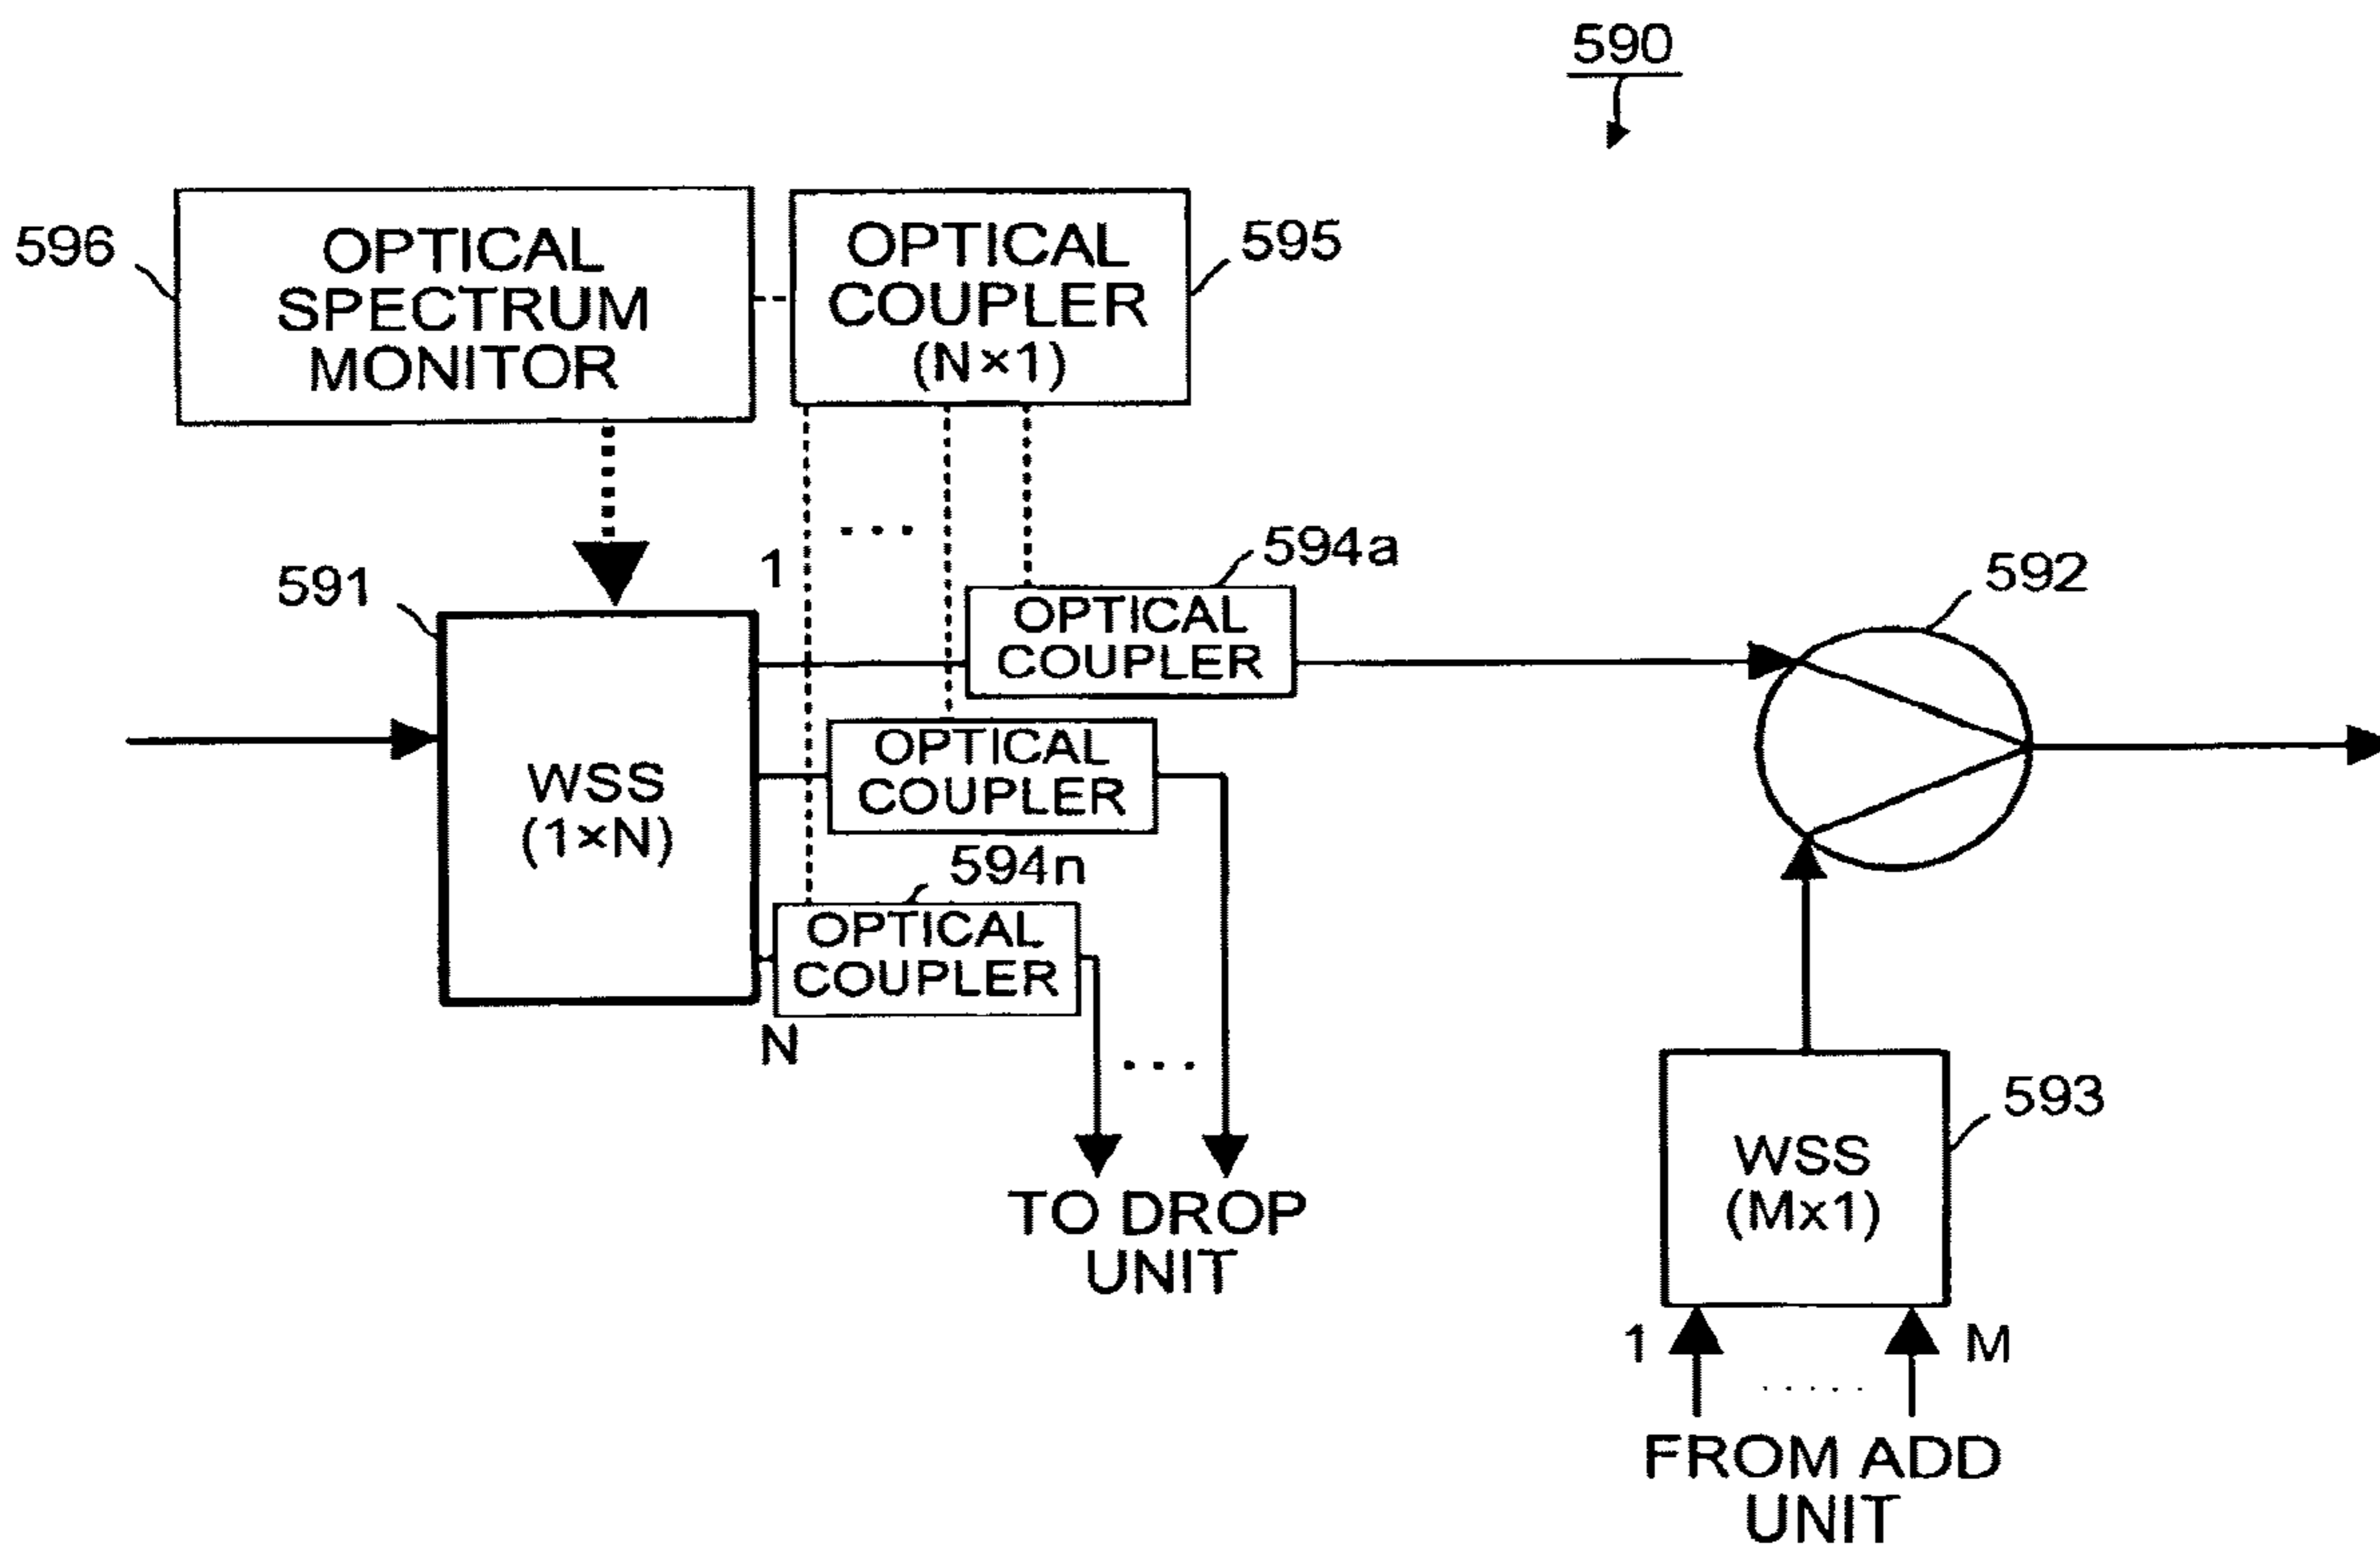 590
596
OPTICAL
SPECTRUM
MONITOR
OPTICAL
COUPLER
(N×1)
595
...
1
594a
591
OPTICAL
COUPLER
592
OPTICAL
COUPLER
WSS
(1×N)
594n
OPTICAL
COUPLER
N
...
593
WSS
(Mx1)
TO DROP
UNIT
1
M
.....
FROM ADD
UNIT